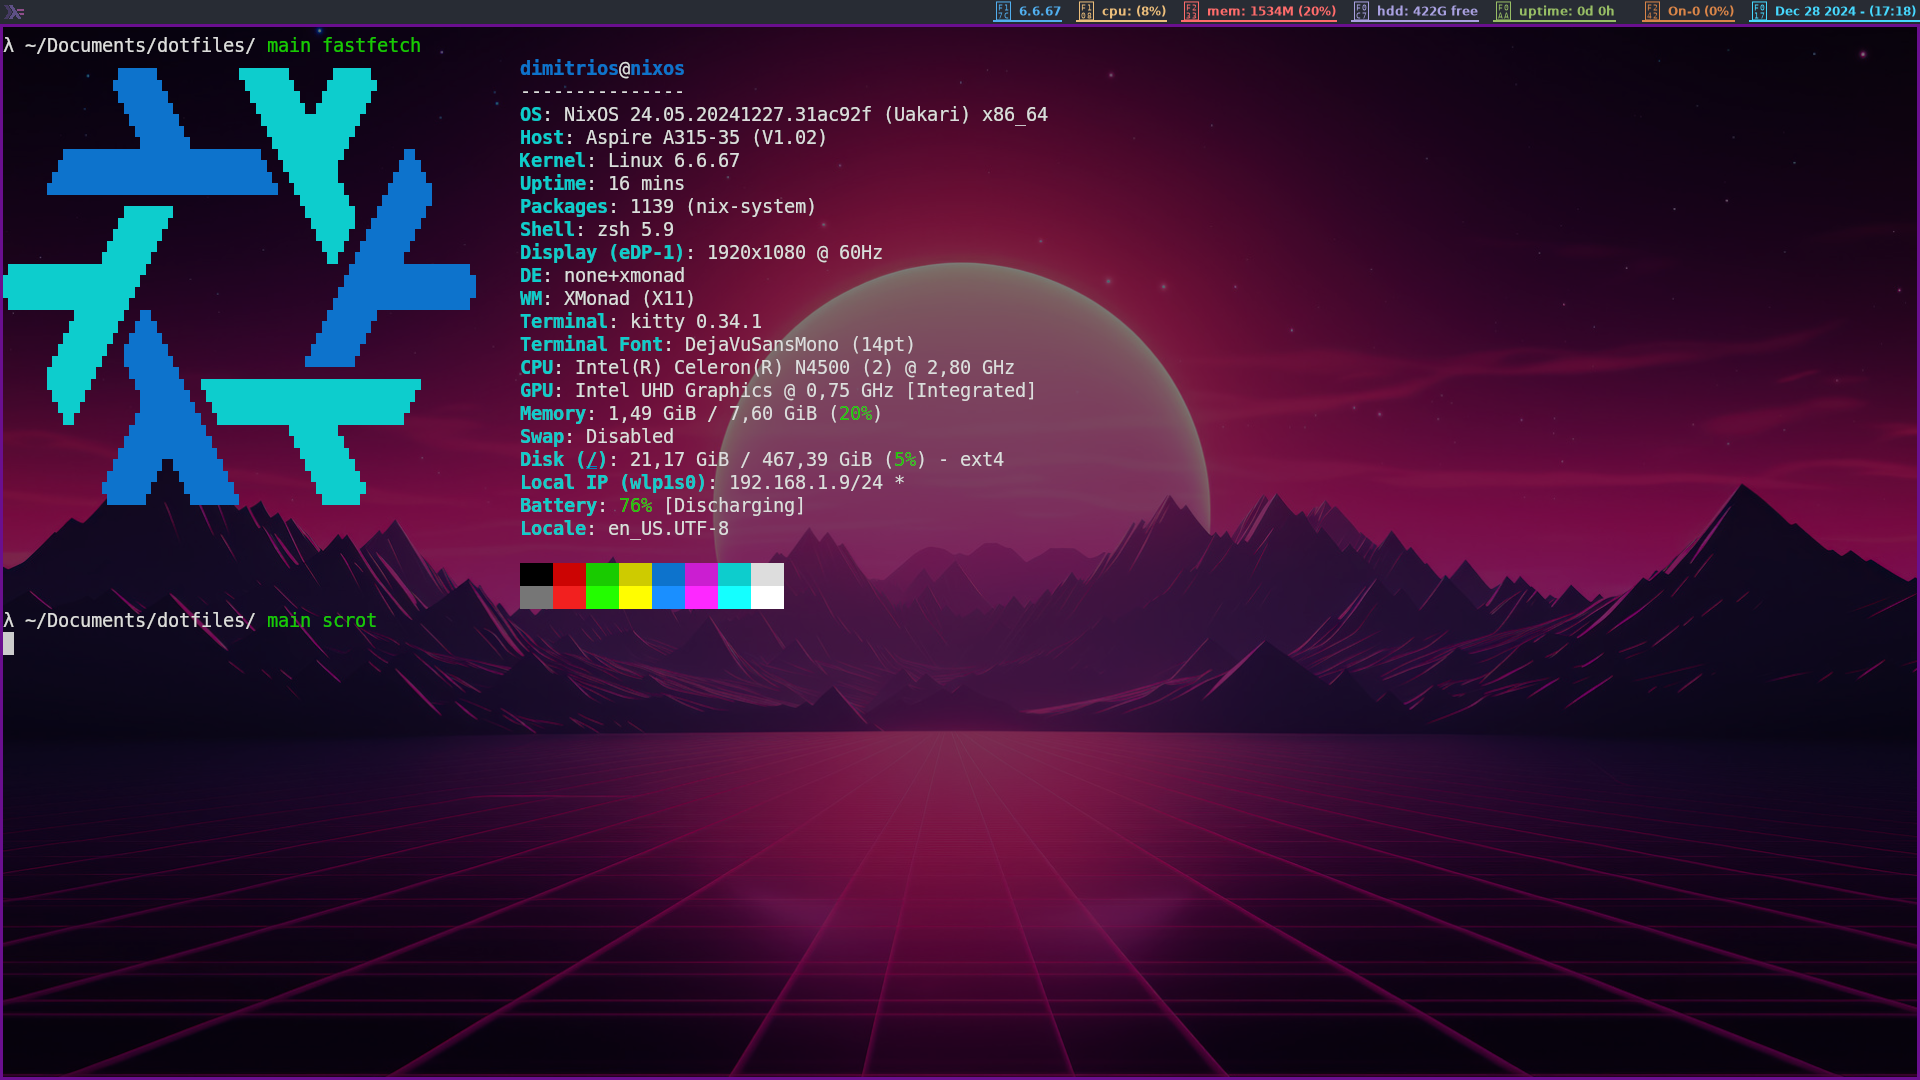 6.6.67 cpu: (8%) mem: 1534M (20%) hdd: 422G free uptime: 0d 0h On-0 (0%) Dec 28 2024 - (17:18)
λ ~/Documents/dotfiles/ main fastfetch
dimitrios@nixos
---------------
OS: NixOS 24.05.20241227.31ac92f (Uakari) x86_64
Host: Aspire A315-35 (V1.02)
Kernel: Linux 6.6.67
Uptime: 16 mins
Packages: 1139 (nix-system)
Shell: zsh 5.9
Display (eDP-1): 1920x1080 @ 60Hz
DE: none+xmonad
WM: XMonad (X11)
Terminal: kitty 0.34.1
Terminal Font: DejaVuSansMono (14pt)
CPU: Intel(R) Celeron(R) N4500 (2) @ 2,80 GHz
GPU: Intel UHD Graphics @ 0,75 GHz [Integrated]
Memory: 1,49 GiB / 7,60 GiB (20%)
Swap: Disabled
Disk (/): 21,17 GiB / 467,39 GiB (5%) - ext4
Local IP (wlp1s0): 192.168.1.9/24 *
Battery: 76% [Discharging]
Locale: en_US.UTF-8
λ ~/Documents/dotfiles/ main scrot